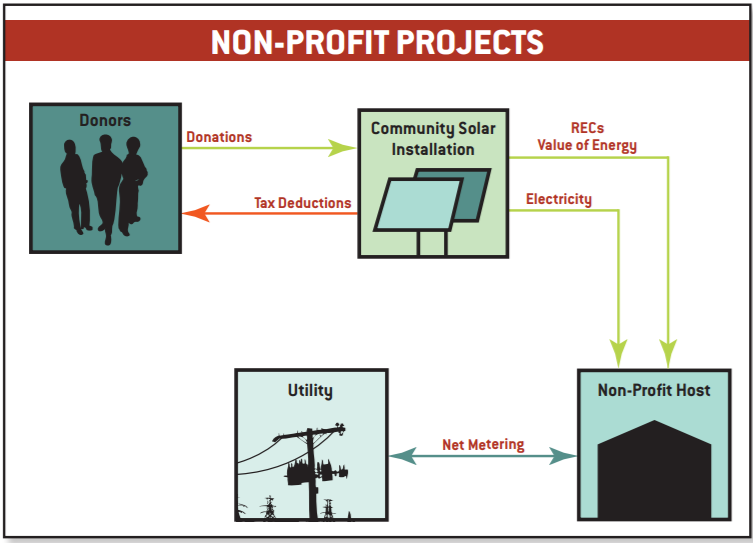 NON-PROFIT PROJECTS
Donors
Donations
Tax Deductions
Community Solar
Installation
RECs
Value of Energy
Electricity
Utility
Net Metering
Non-Profit Host